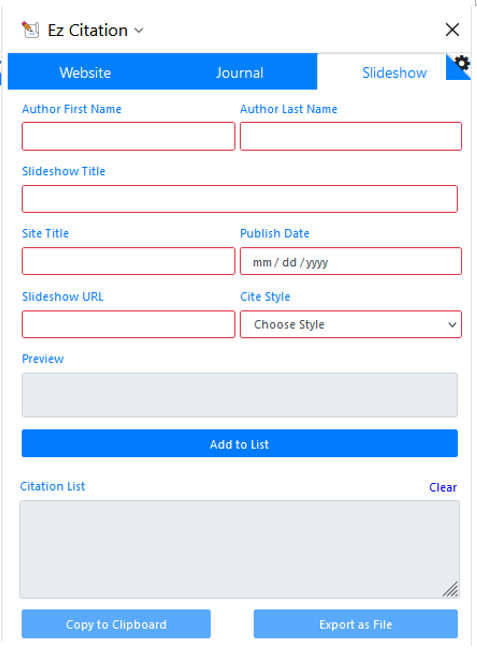 Ez Citation
Website Journal Slideshow
Author First Name Author Last Name
Slideshow Title
Site Title Publish Date
mm / dd / yyyy
Slideshow URL Cite Style
Choose Style
Preview
Add to List
Citation List Clear
Copy to Clipboard Export as File